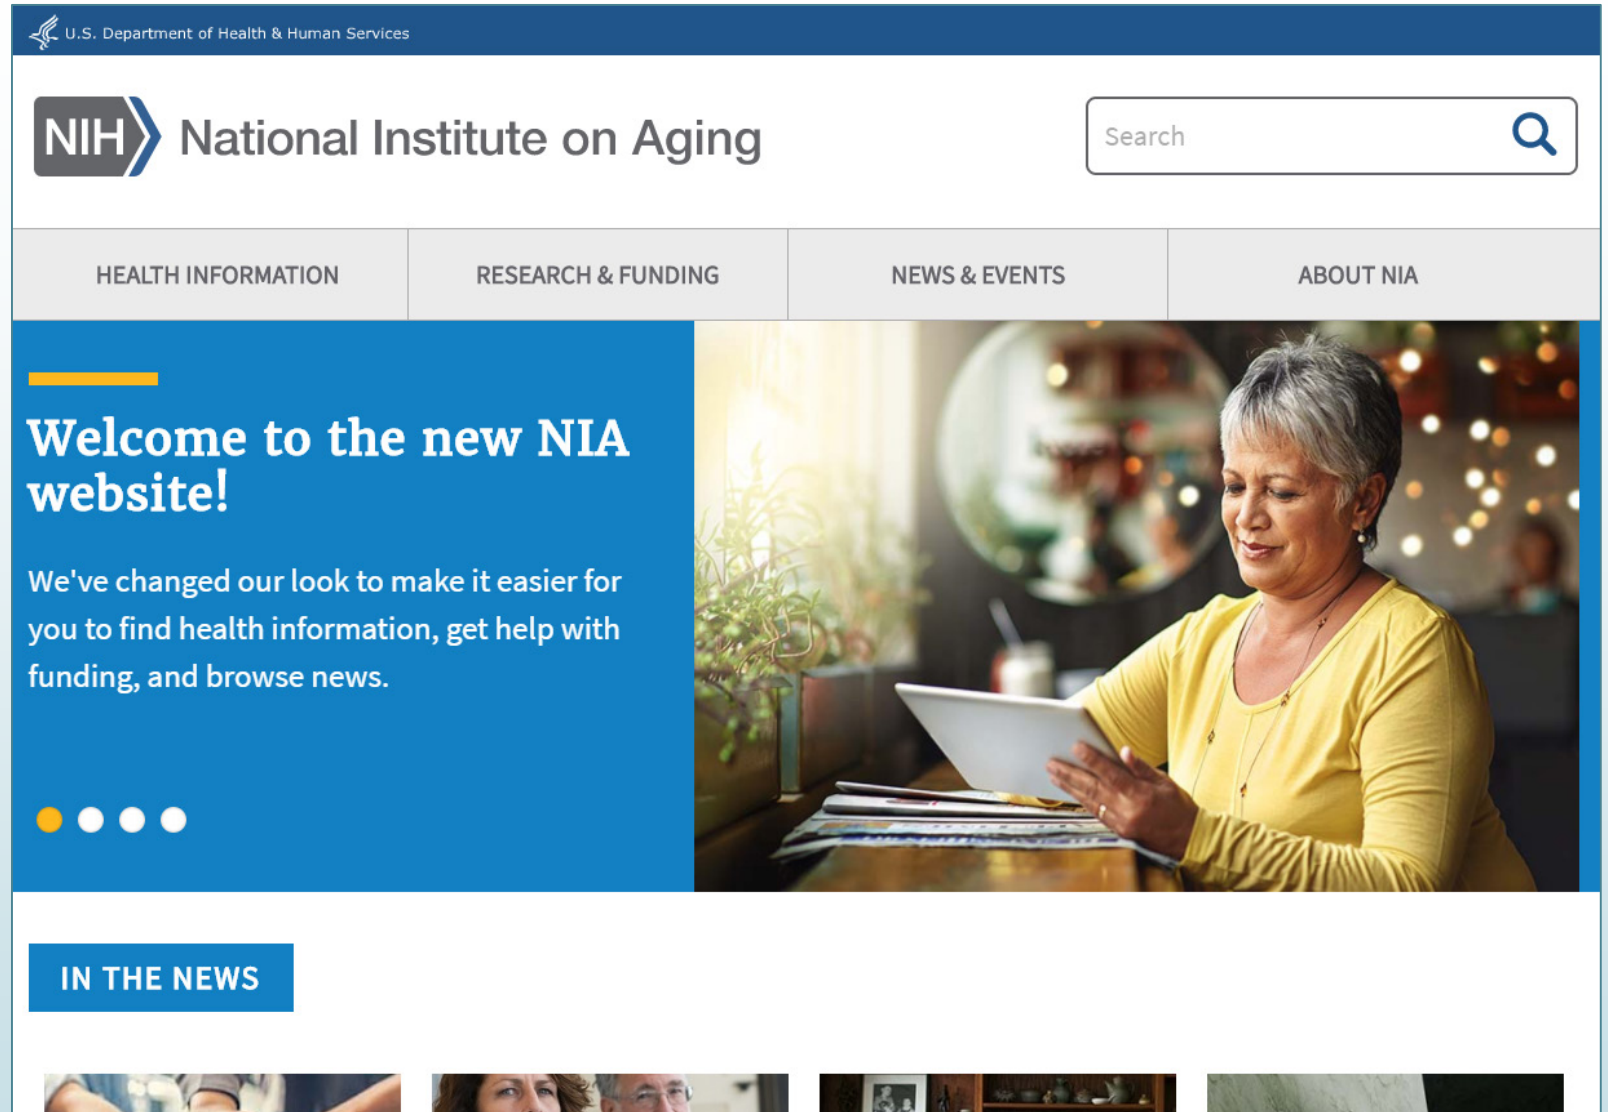 U.S. Department of Health & Human Services
NIH National Institute on Aging
Search
HEALTH INFORMATION
RESEARCH & FUNDING
NEWS & EVENTS
ABOUT NIA
Welcome to the new NIA
website!
We've changed our look to make it easier for
you to find health information, get help with
funding, and browse news.
IN THE NEWS